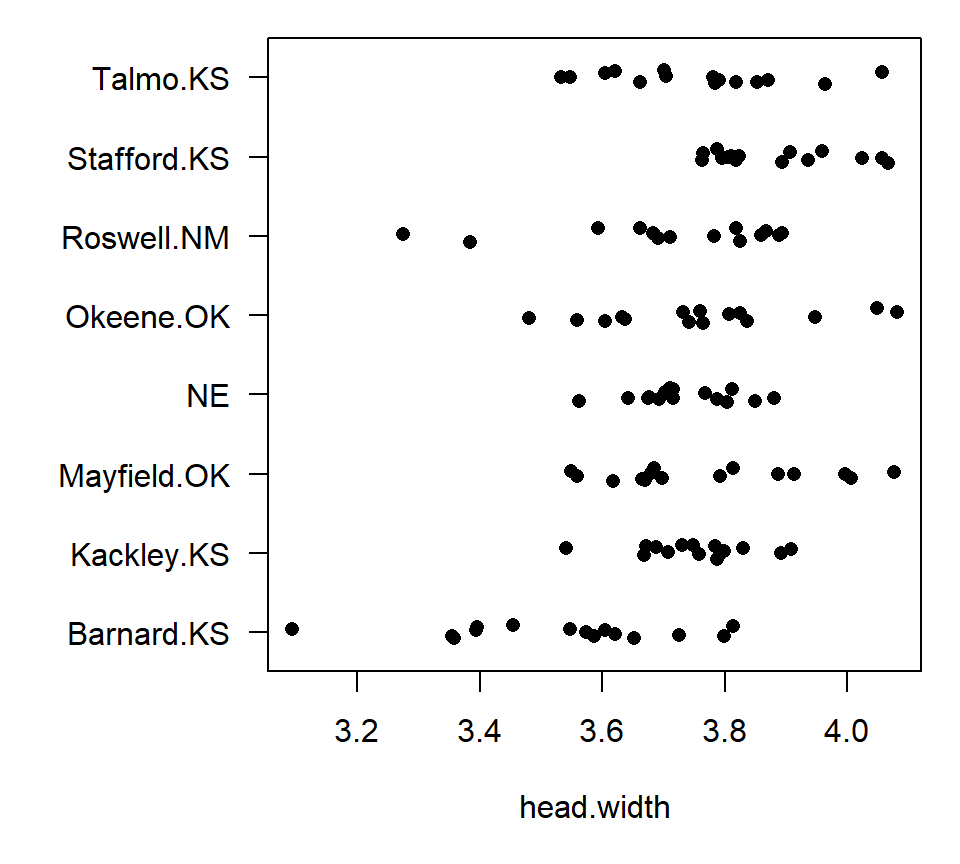 Talmo.KS
Stafford.KS
Roswell.NM
Okeene.OK
NE
Mayfield.OK
Kackley.KS
Barnard.KS
3.2 3.4 3.6 3.8 4.0
head.width